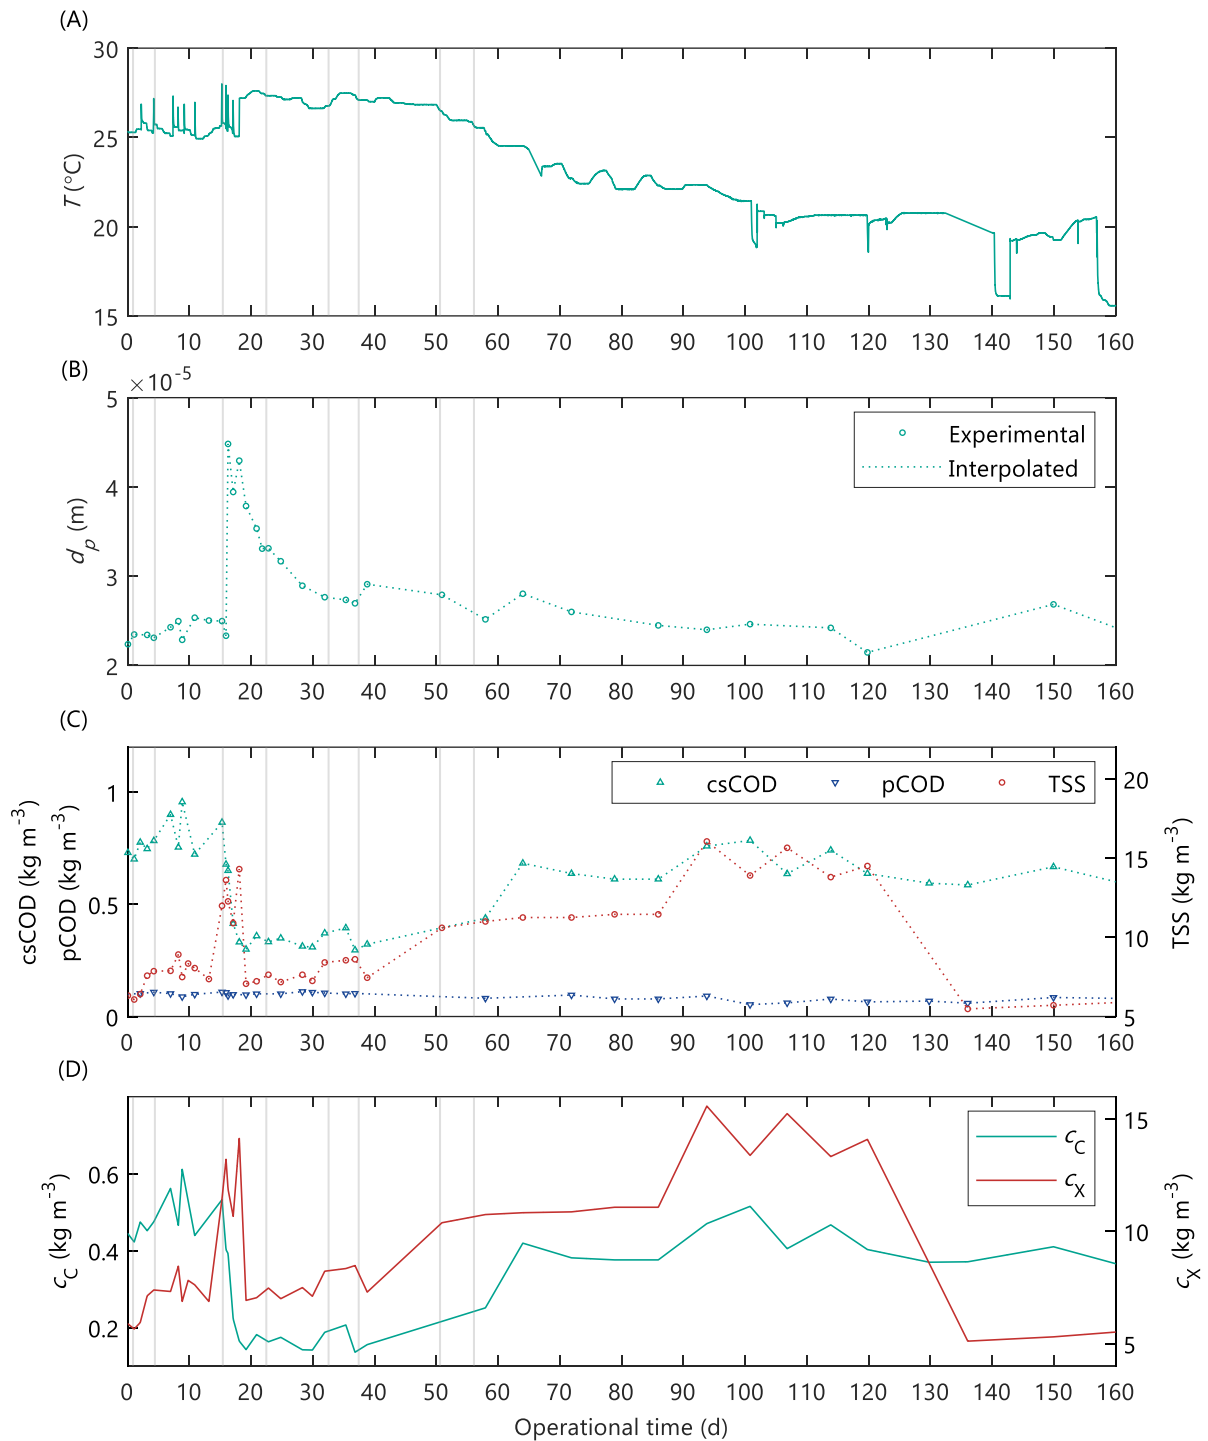 (A)
30
25
20
15
T (°C)
0 10 20 30 40 50 60 70 80 90 100 110 120 130 140 150 160
(B)
×10⁻⁵
5
4
3
2
d_p (m)
Experimental
Interpolated
0 10 20 30 40 50 60 70 80 90 100 110 120 130 140 150 160
(C)
1
0.5
0
csCOD (kg m⁻³)
pCOD (kg m⁻³)
csCOD pCOD TSS
20
15
10
5
TSS (kg m⁻³)
0 10 20 30 40 50 60 70 80 90 100 110 120 130 140 150 160
(D)
0.6
0.4
0.2
c_C (kg m⁻³)
c_C
c_X
15
10
5
c_X (kg m⁻³)
0 10 20 30 40 50 60 70 80 90 100 110 120 130 140 150 160
Operational time (d)